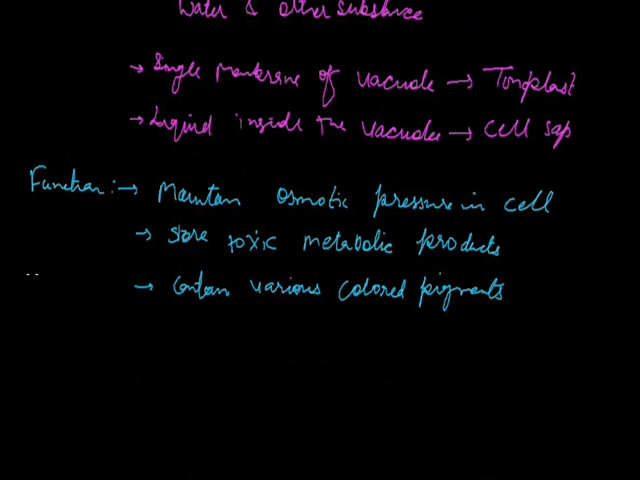 Water & other substance
→ Single membrane of vacuole → Tonoplast
→ Liquid inside the vacuole → cell sap
Function :→ Maintain osmotic pressure in cell
→ store toxic metabolic products
→ Contain various colored pigments